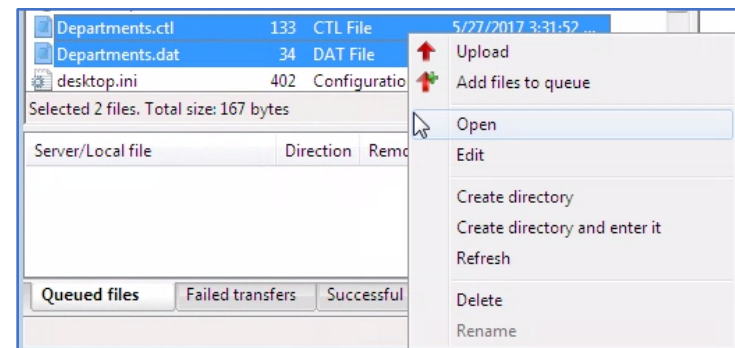 Departments.ctl 133 CTL File 5/27/2017 3:31:52 ...
Departments.dat 34 DAT File
desktop.ini 402 Configuratio
Selected 2 files. Total size: 167 bytes
Server/Local file Direction Remo
Queued files Failed transfers Successful
Upload
Add files to queue
Open
Edit
Create directory
Create directory and enter it
Refresh
Delete
Rename